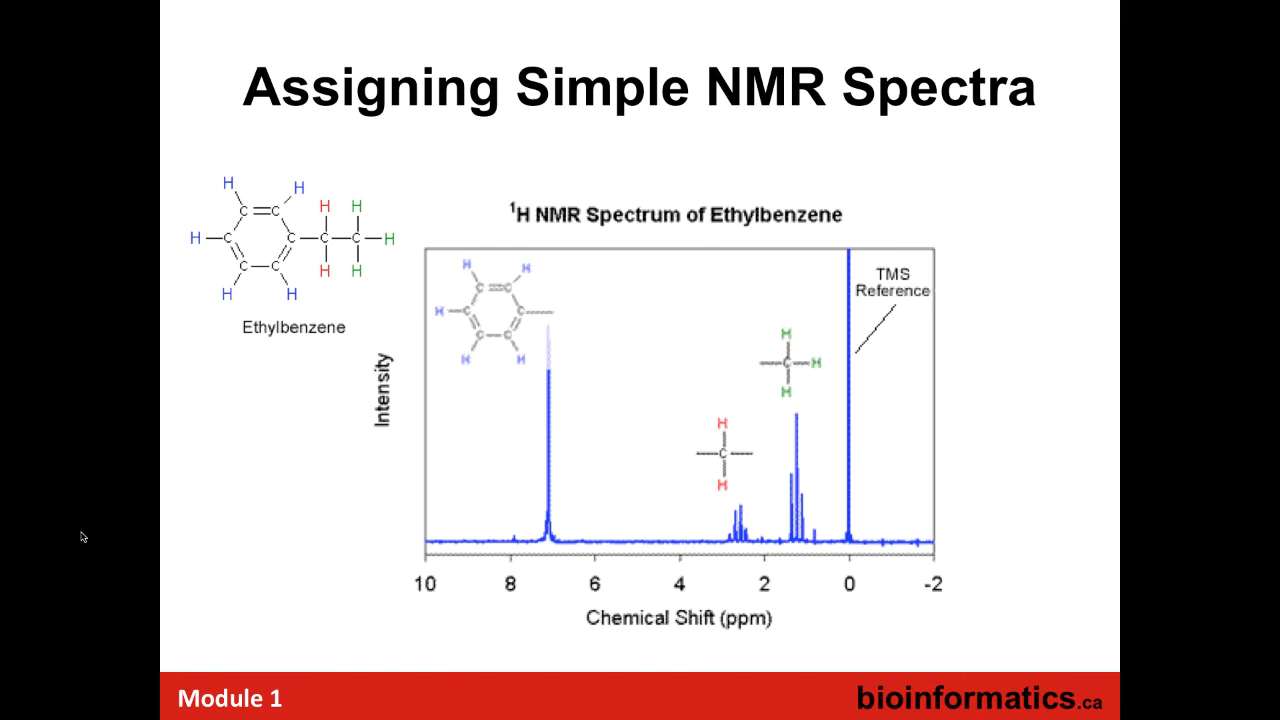 Assigning Simple NMR Spectra
H H H H
H C C C C H
C C C C
H H H H
Ethylbenzene
¹H NMR Spectrum of Ethylbenzene
H H
C C
H C C
C C
H H
TMS
Reference
H
C H
H
H
C
H
Intensity
10 8 6 4 2 0 -2
Chemical Shift (ppm)
Module 1
bioinformatics.ca